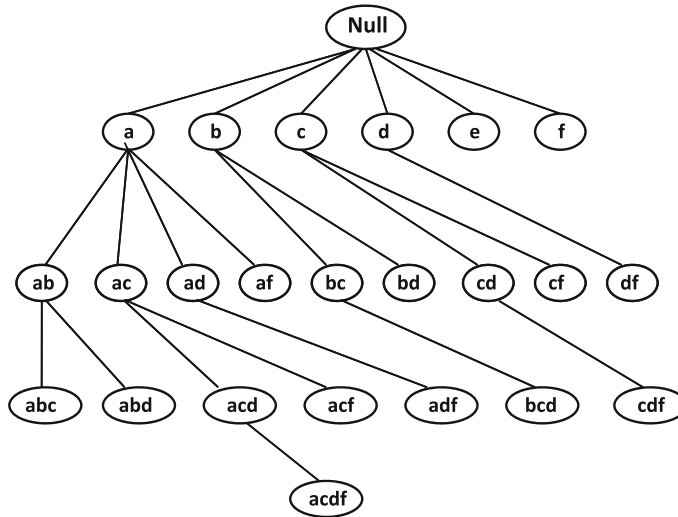 Null
a b c d e f
ab ac ad af bc bd cd cf df
abc abd acd acf adf bcd cdf
acdf